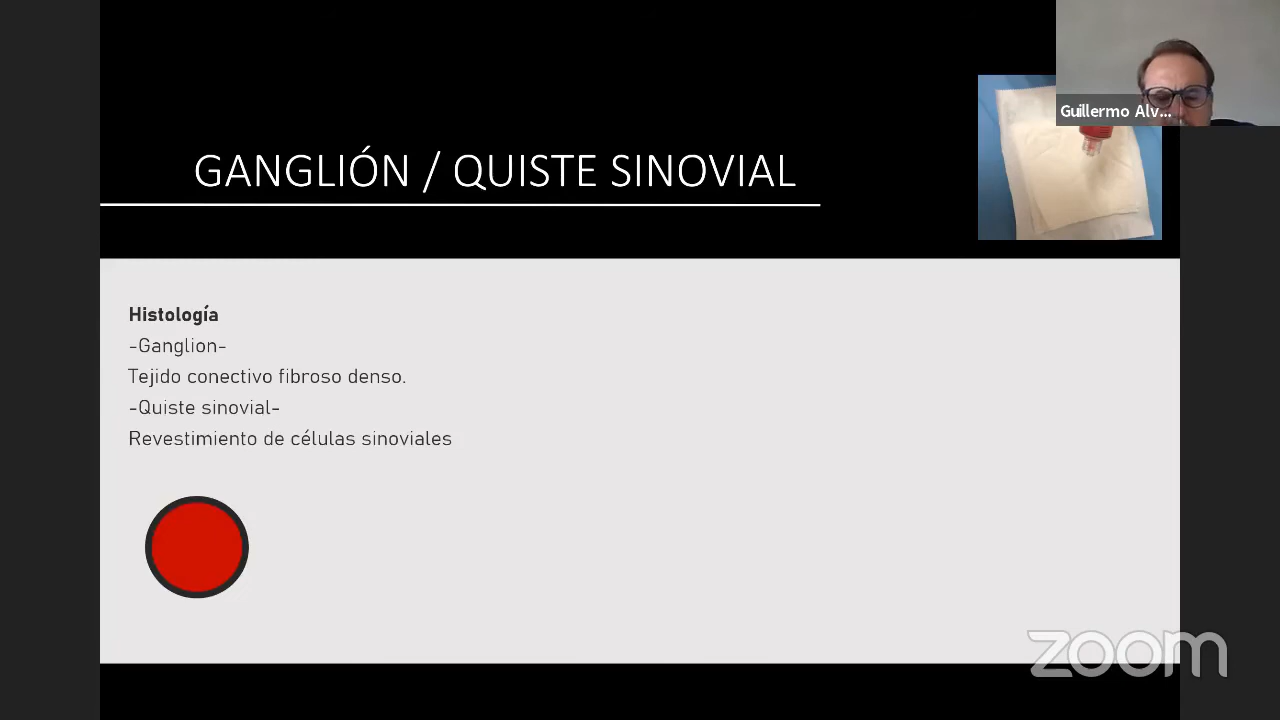 Guillermo Alv...
GANGLIÓN / QUISTE SINOVIAL
Histología
-Ganglion-
Tejido conectivo fibroso denso.
-Quiste sinovial-
Revestimiento de células sinoviales
zoom